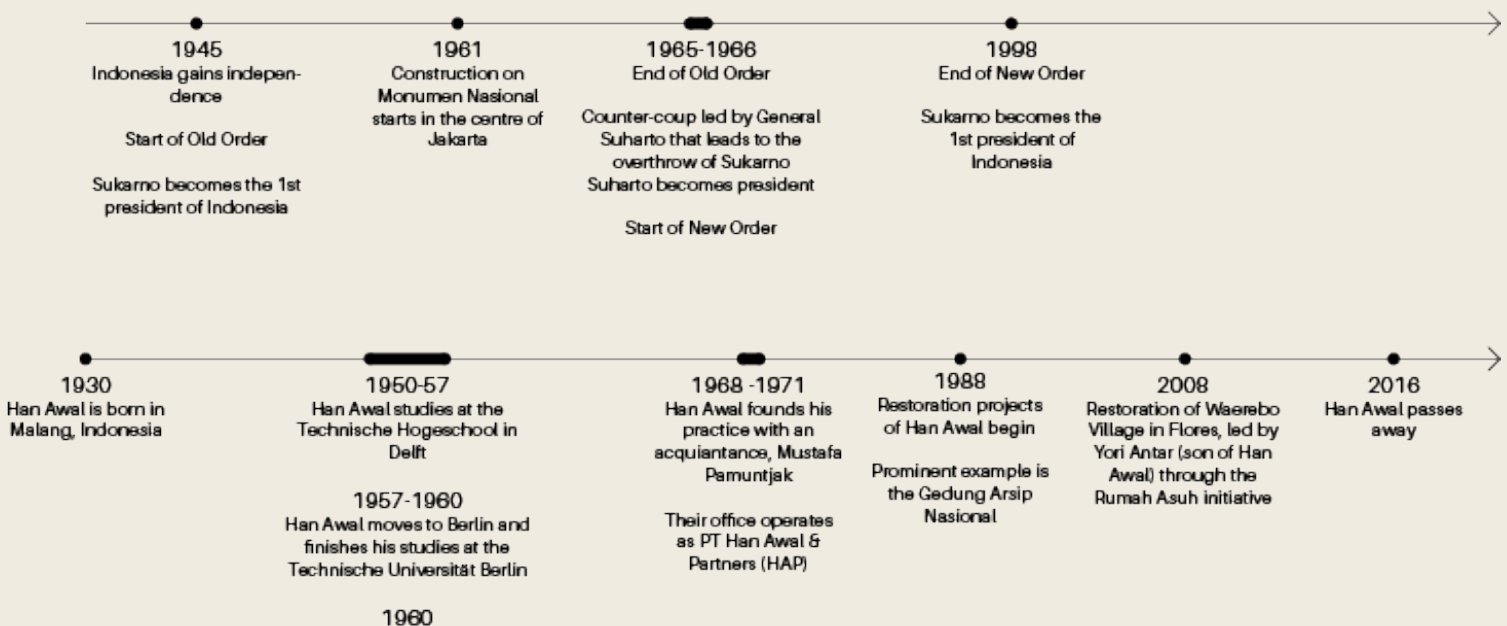 1945
Indonesia gains indepen-
dence
Start of Old Order
Sukarno becomes the 1st
president of Indonesia
1961
Construction on
Monumen Nasional
starts in the centre of
Jakarta
1965-1966
End of Old Order
Counter-coup led by General
Suharto that leads to the
overthrow of Sukarno
Suharto becomes president
Start of New Order
1998
End of New Order
Sukarno becomes the
1st president of
Indonesia
1930
Han Awal is born in
Malang, Indonesia
1950-57
Han Awal studies at the
Technische Hogeschool in
Delft
1957-1960
Han Awal moves to Berlin and
finishes his studies at the
Technische Universität Berlin
1960
1968 -1971
Han Awal founds his
practice with an
acquiantance, Mustafa
Pamuntjak
Their office operates
as PT Han Awal &
Partners (HAP)
1988
Restoration projects
of Han Awal begin
Prominent example is
the Gedung Arsip
Nasional
2008
Restoration of Waerebo
Village in Flores, led by
Yori Antar (son of Han
Awal) through the
Rumah Asuh initiative
2016
Han Awal passes
away